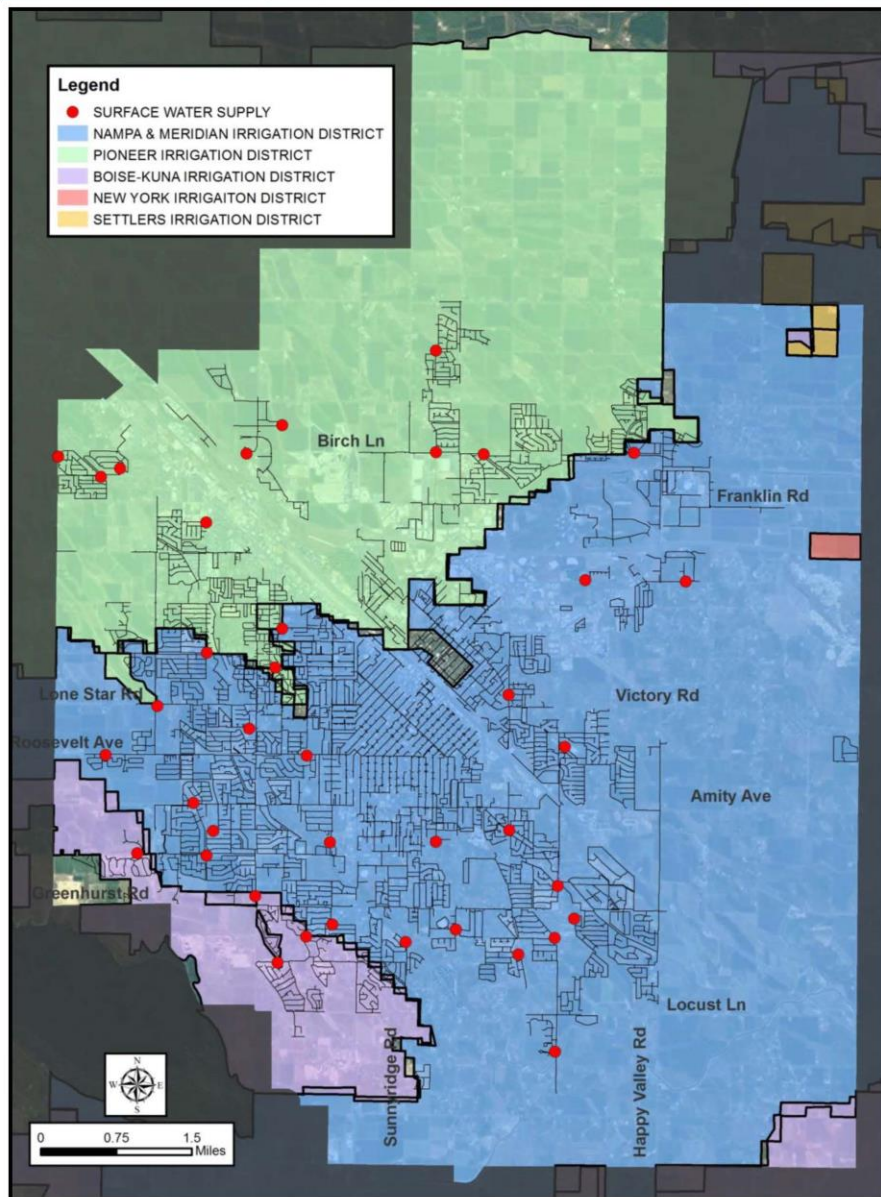 Legend
SURFACE WATER SUPPLY
NAMPA & MERIDIAN IRRIGATION DISTRICT
PIONEER IRRIGATION DISTRICT
BOISE-KUNA IRRIGATION DISTRICT
NEW YORK IRRIGAITON DISTRICT
SETTLERS IRRIGATION DISTRICT
Birch Ln
Franklin Rd
Lone Star Rd
Victory Rd
Roosevelt Ave
Amity Ave
Greenhurst Rd
Locust Ln
Sunnyridge Rd
Happy Valley Rd
N
W E
S
0 0.75 1.5
Miles